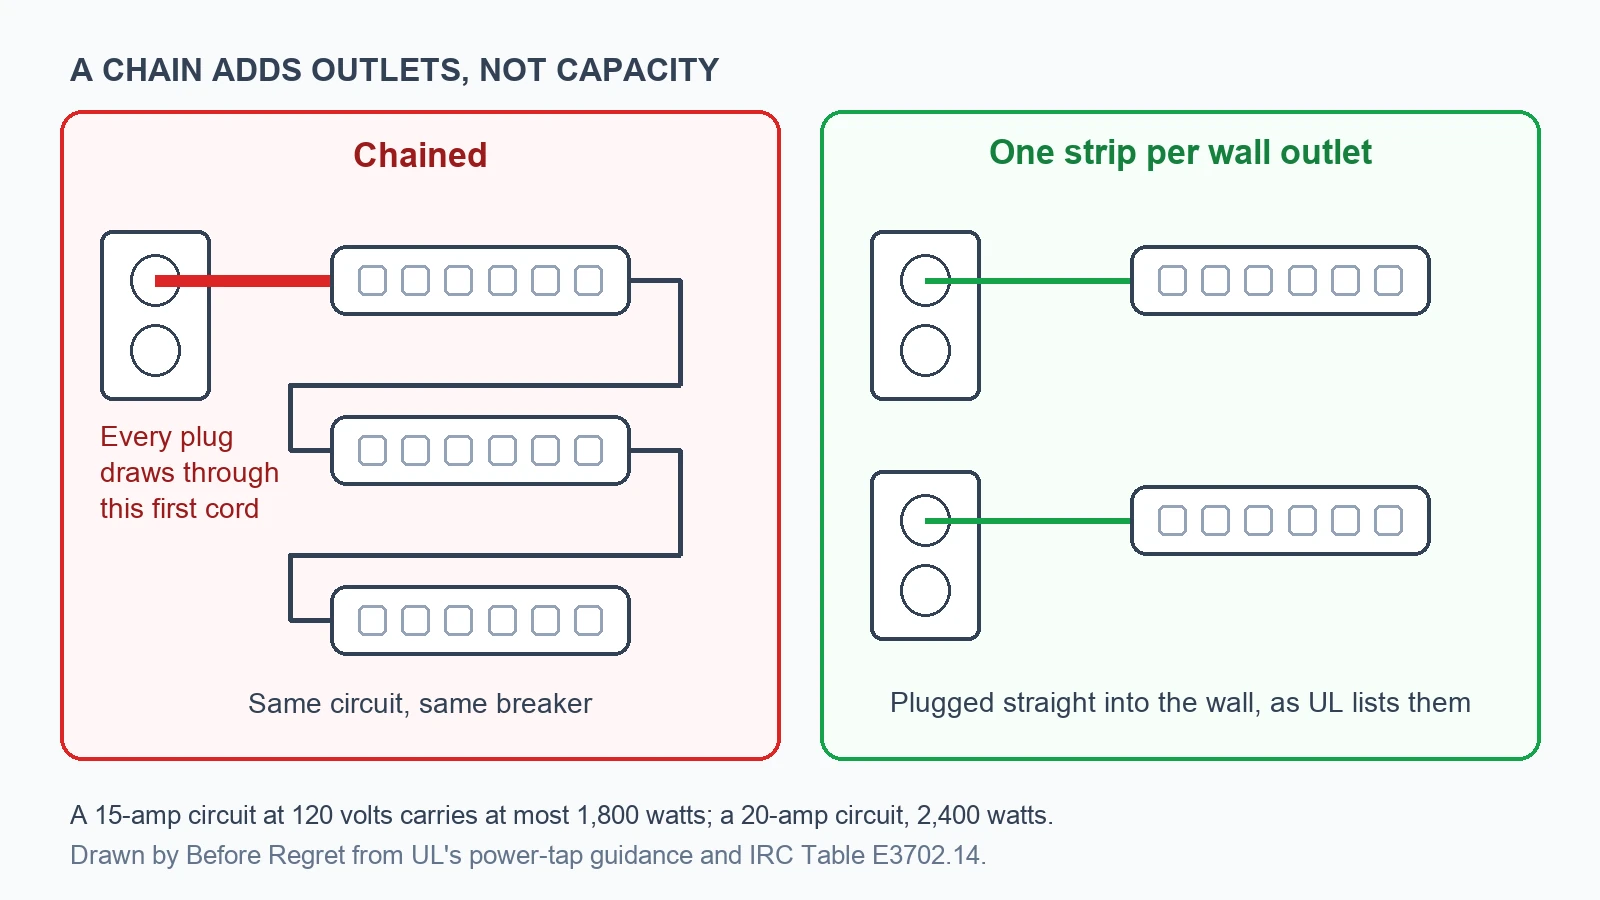 A CHAIN ADDS OUTLETS, NOT CAPACITY
Chained
Every plug
draws through
this first cord
Same circuit, same breaker
One strip per wall outlet
Plugged straight into the wall, as UL lists them
A 15-amp circuit at 120 volts carries at most 1,800 watts; a 20-amp circuit, 2,400 watts.
Drawn by Before Regret from UL's power-tap guidance and IRC Table E3702.14.